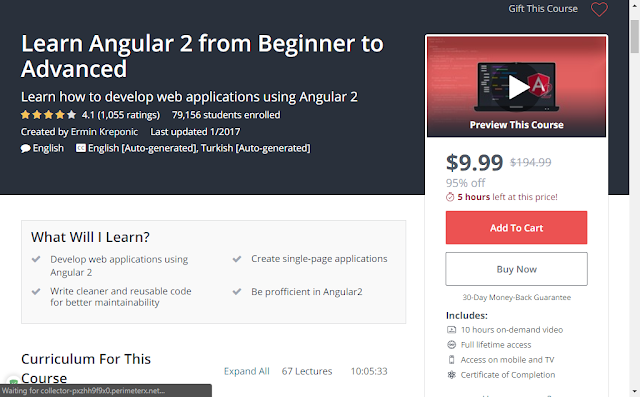 Gift This Course
Learn Angular 2 from Beginner to
Advanced
Learn how to develop web applications using Angular 2
4.1 (1,055 ratings) 79,156 students enrolled
Created by Ermin Kreponic Last updated 1/2017
English English [Auto-generated], Turkish [Auto-generated]
Preview This Course
$9.99 $194.99
95% off
5 hours left at this price!
Add To Cart
Buy Now
30-Day Money-Back Guarantee
Includes:
10 hours on-demand video
Full lifetime access
Access on mobile and TV
Certificate of Completion
What Will I Learn?
Develop web applications using
Angular 2
Write cleaner and reusable code
for better maintainability
Create single-page applications
Be profficient in Angular2
Curriculum For This
Course
Expand All 67 Lectures 10:05:33